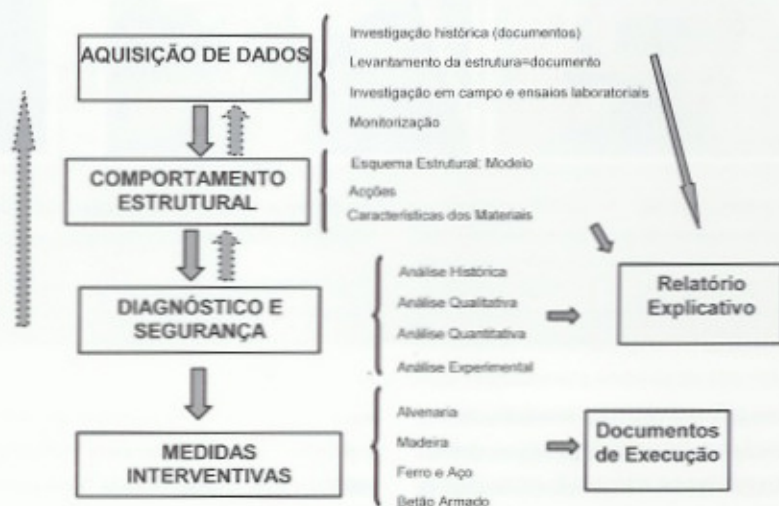 AQUISIÇÃO DE DADOS
Investigação histórica (documentos)
Levantamento da estrutura=documento
Investigação em campo e ensaios laboratoriais
Monitorização
COMPORTAMENTO
ESTRUTURAL
Esquema Estrutural: Modelo
Acções
Características dos Materiais
DIAGNÓSTICO E
SEGURANÇA
Análise Histórica
Análise Qualitativa
Análise Quantitativa
Análise Experimental
Relatório
Explicativo
MEDIDAS
INTERVENTIVAS
Alvenaria
Madeira
Ferro e Aço
Betão Armado
Documentos
de Execução